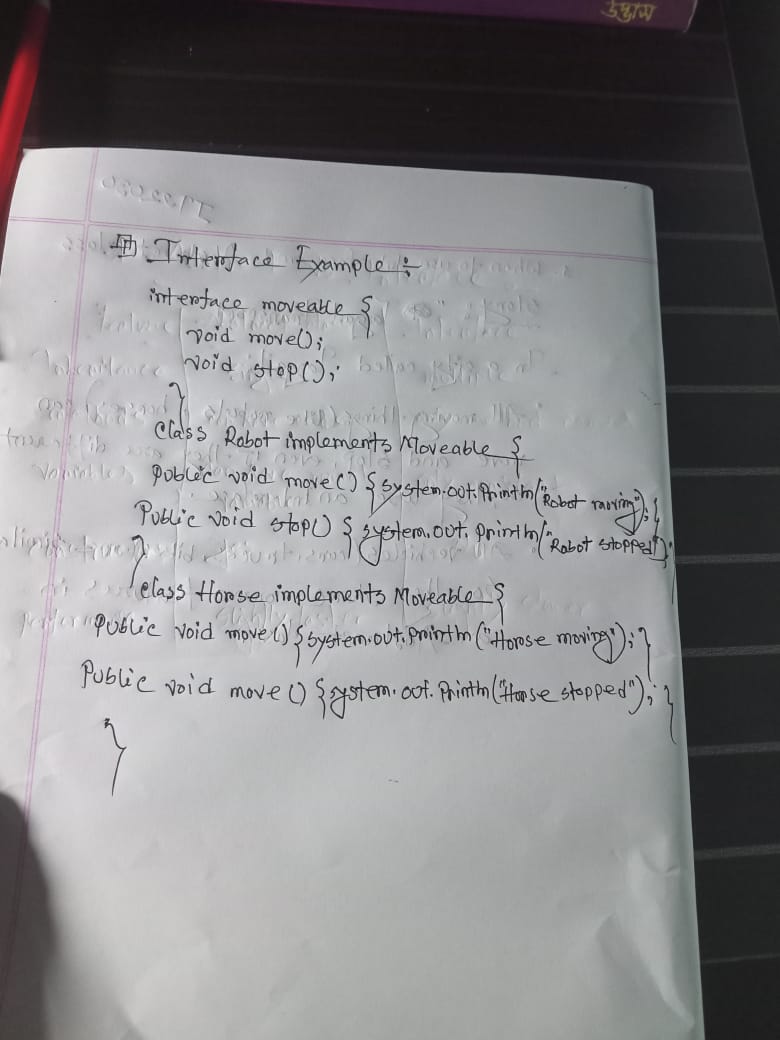 উদ্ভাস
Interface Example ÷
interface moveable {
void move();
void stop();
}
class Robot implements Moveable {
public void move() { system.out.println("Robot moving"); {
Public void stop() { system.out.println("Robot stopped");
}
class Horse implements Moveable {
Public void move() { system.out.println("Horse moving"); }
Public void move() { system.out.println("Horse stopped"); }
}